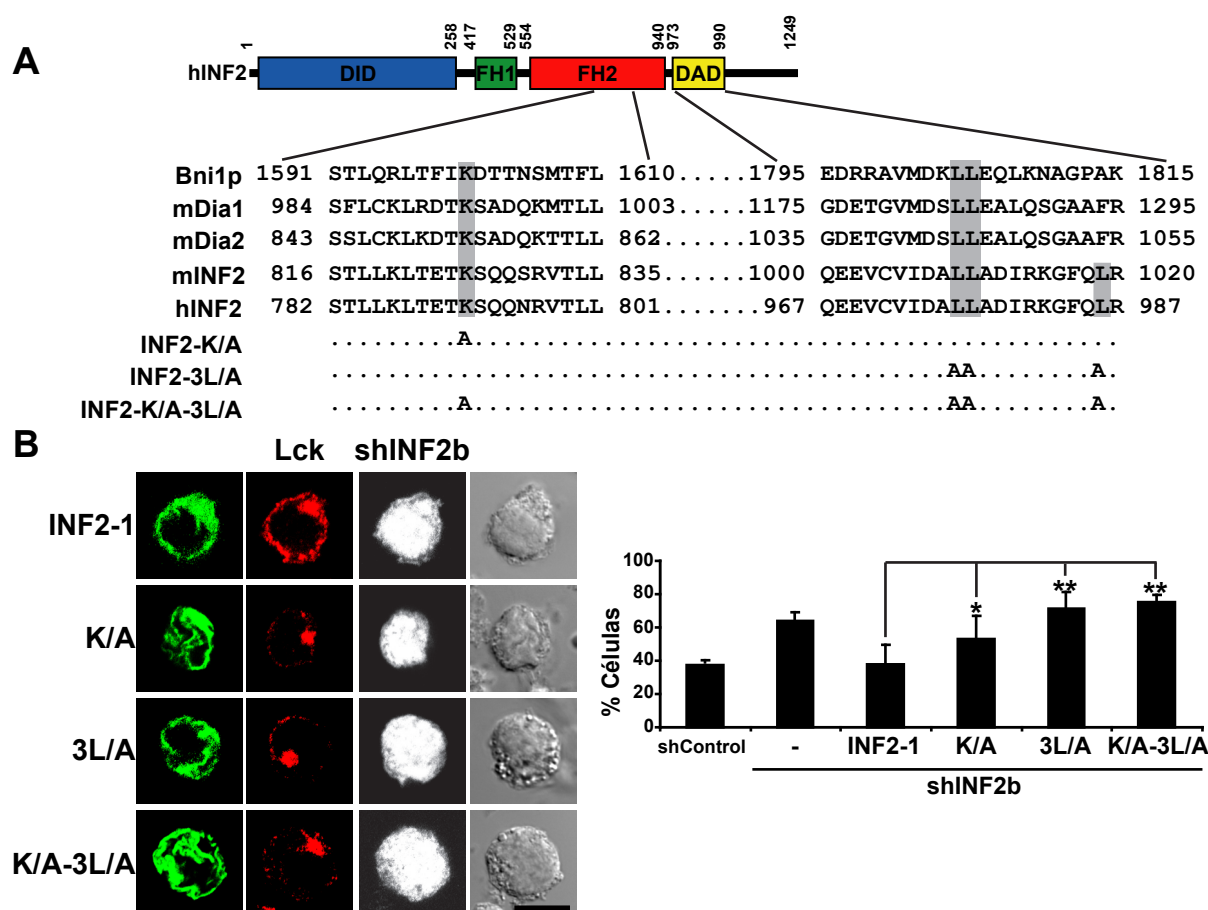 A
1 258 417 529 554 940 973 990 1249
hINF2 DID FH1 FH2 DAD
Bni1p 1591 STLQRLTFIKDTTNSMTFLL 1610.....1795 EDRRAVMDKLLEQLKNAGPAK 1815
mDia1 984 SFLCKLRDTKSADQKMTLL 1003.....1175 GDETGVMDSLLEALQSGAAFR 1295
mDia2 843 SSLCKLKDTKSADQKTTLL 862.....1035 GDETGVMDSLLEALQSGAAFR 1055
mINF2 816 STLLKLTETKSQQSRVTLL 835.....1000 QEEVCVIDALLADIRKGFQLR 1020
hINF2 782 STLLKLTETKSQQNRVTLL 801.....967 QEEVCVIDALLADIRKGFQLR 987
INF2-K/A A
INF2-3L/A AA A
INF2-K/A-3L/A A AA A
B
Lck shINF2b
INF2-1
K/A
3L/A
K/A-3L/A
% Células
100
80
60
40
20
0
* ** **
shControl - INF2-1 K/A 3L/A K/A-3L/A
shINF2b